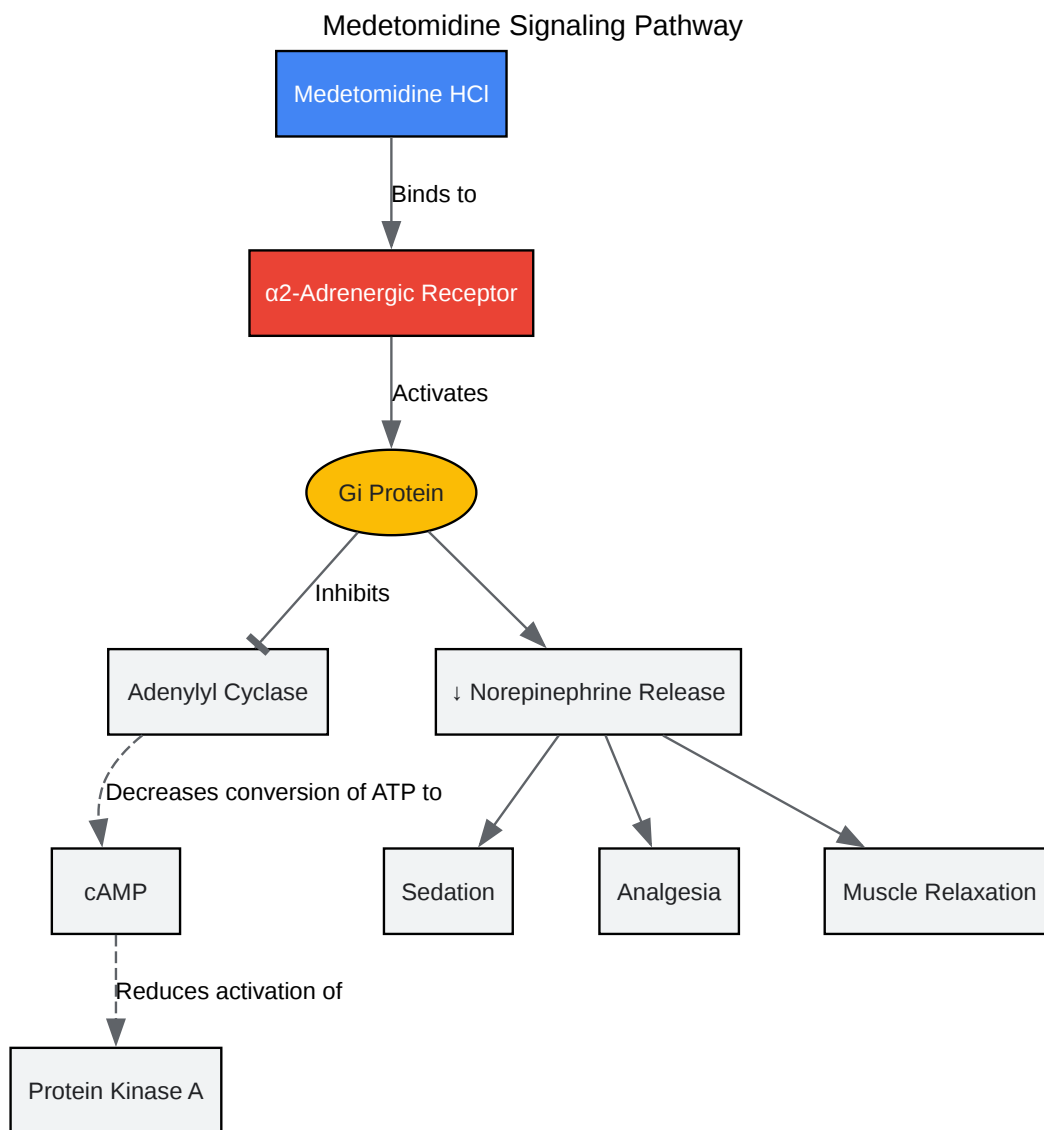 Medetomidine Signaling Pathway
Medetomidine HCl
Binds to
α2-Adrenergic Receptor
Activates
Gi Protein
Inhibits
Adenylyl Cyclase
↓ Norepinephrine Release
Decreases conversion of ATP to
cAMP
Sedation
Analgesia
Muscle Relaxation
Reduces activation of
Protein Kinase A